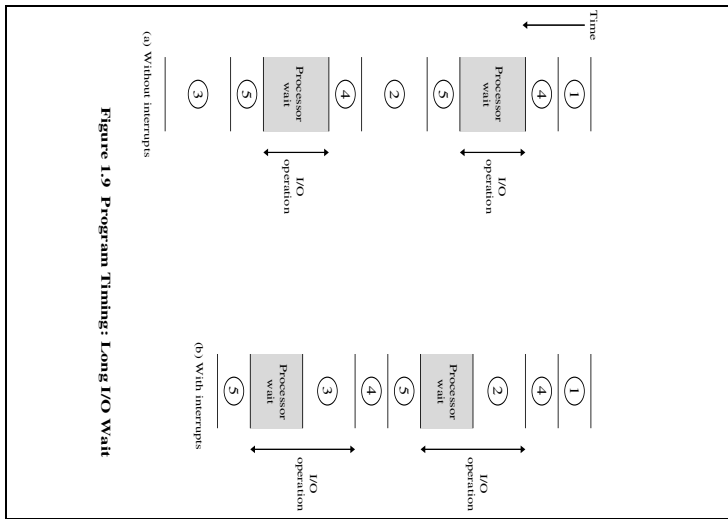 Time
1
4
Processor
wait
I/O
operation
5
2
4
Processor
wait
I/O
operation
5
3
(a) Without interrupts
1
4
2
I/O
operation
Processor
wait
5
4
3
I/O
operation
Processor
wait
5
(b) With interrupts
Figure 1.9 Program Timing: Long I/O Wait